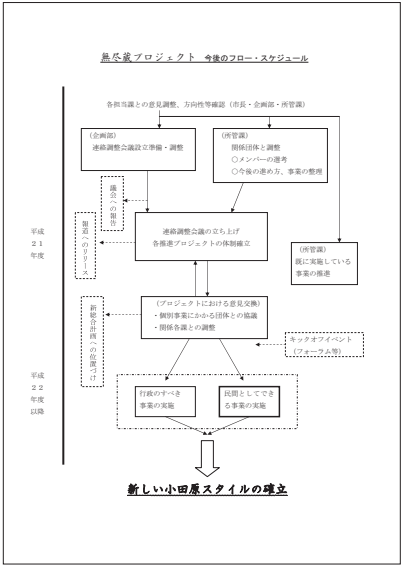 無尽蔵プロジェクト 今後のフロー・スケジュール
各担当課との意見調整、方向性等確認（市長・企画部・所管課）
（企画部）
連絡調整会議設立準備・調整
（所管課）
関係団体と調整
○メンバーの選考
○今後の進め方、事業の整理
議会への報告
報道へのリリース
平成
２１
年度
連絡調整会議の立ち上げ
各推進プロジェクトの体制確立
（所管課）
既に実施している
事業の推進
新総合計画への位置づけ
（プロジェクトにおける意見交換）
・個別事業にかかる団体との協議
・関係各課との調整
キックオフイベント
（フォーラム等）
平成
２２
年度
以降
行政のすべき
事業の実施
民間としてでき
る事業の実施
新しい小田原スタイルの確立